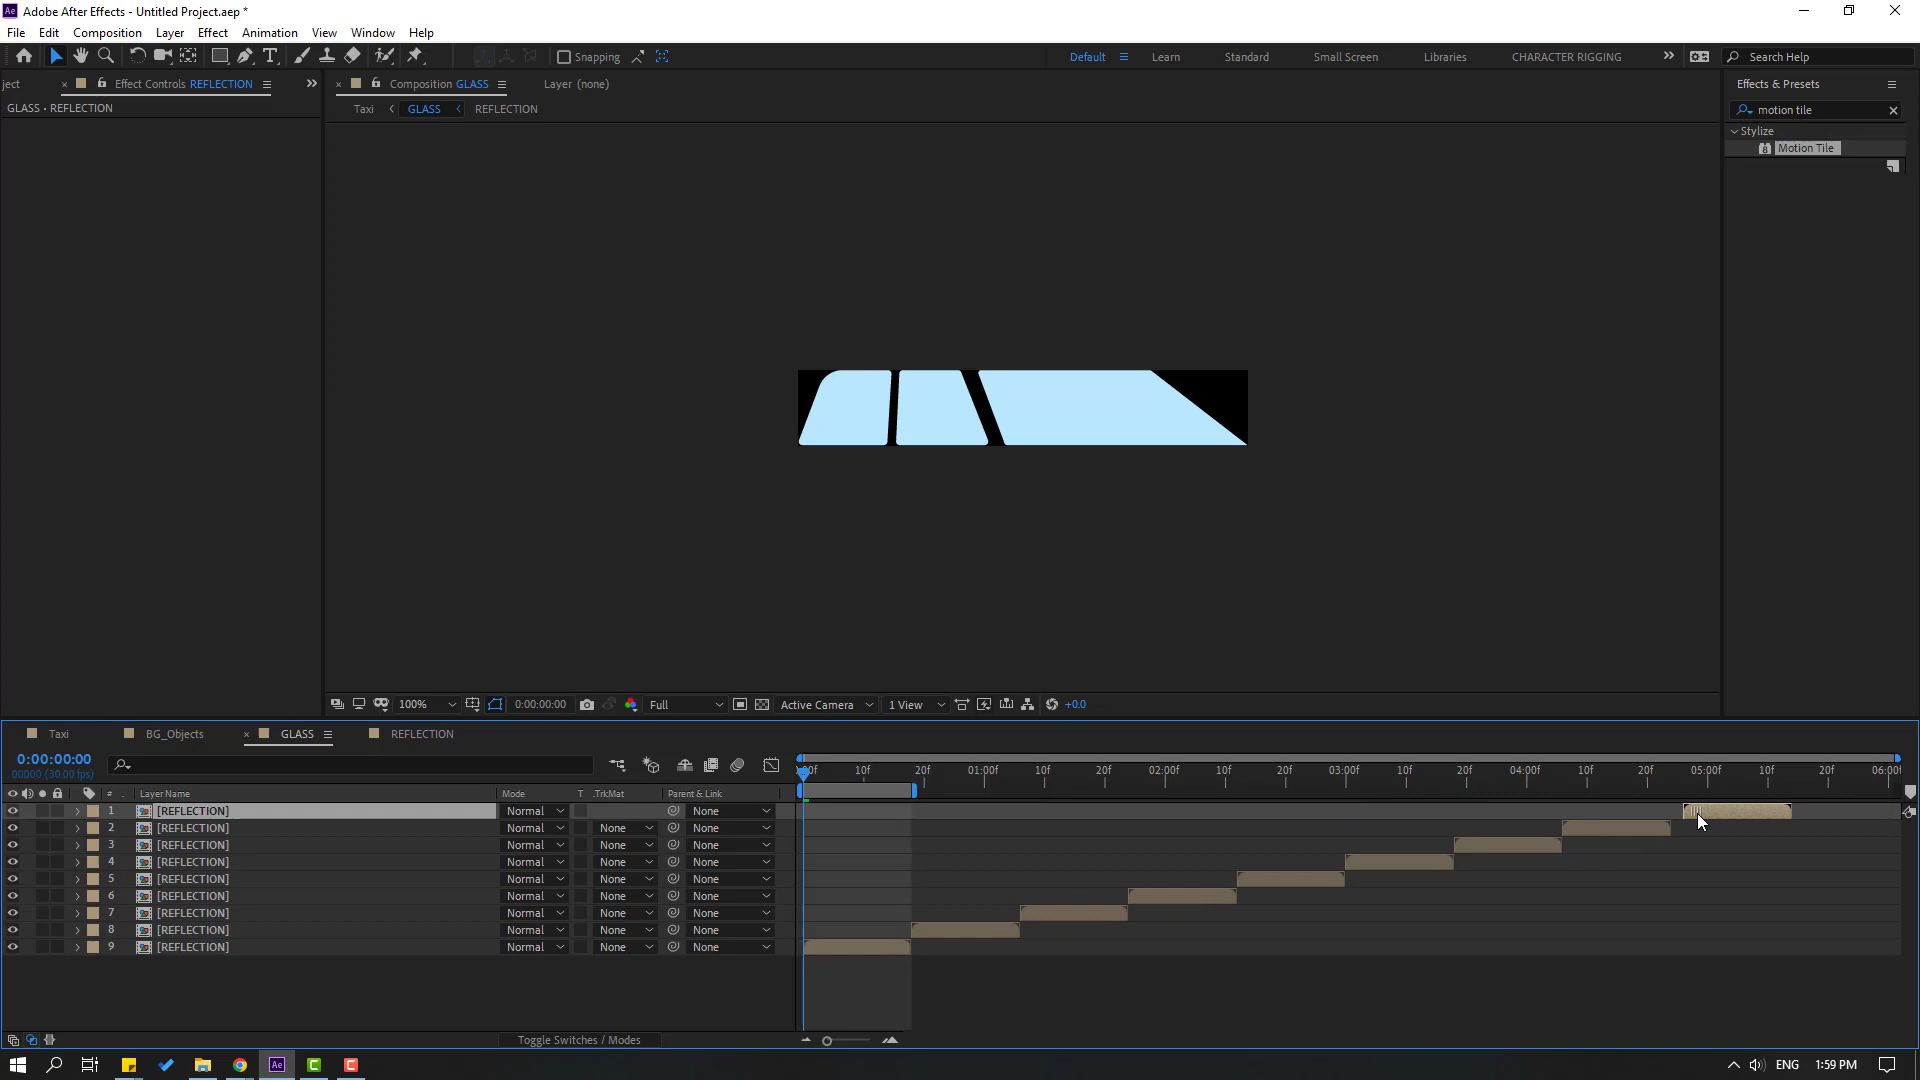 Adobe After Effects - Untitled Project.aep *
File Edit Composition Layer Effect Animation View Window Help
Snapping
Default Learn Standard Small Screen Libraries CHARACTER RIGGING Search Help
ject Effect Controls REFLECTION
Composition GLASS Layer (none)
Effects & Presets
GLASS • REFLECTION
Taxi GLASS REFLECTION
motion tile
Stylize
Motion Tile
100% 0:00:00:00 Full Active Camera 1 View +0.0
Taxi BG_Objects GLASS REFLECTION
0:00:00:00
00000 (30.00 fps)
:00f 10f 20f 01:00f 10f 20f 02:00f 10f 20f 03:00f 10f 20f 04:00f 10f 20f 05:00f 10f 20f 06:00f
# Layer Name Mode T .TrkMat Parent & Link
1 [REFLECTION] Normal None
2 [REFLECTION] Normal None None
3 [REFLECTION] Normal None None
4 [REFLECTION] Normal None None
5 [REFLECTION] Normal None None
6 [REFLECTION] Normal None None
7 [REFLECTION] Normal None None
8 [REFLECTION] Normal None None
9 [REFLECTION] Normal None None
Toggle Switches / Modes
ENG 1:59 PM